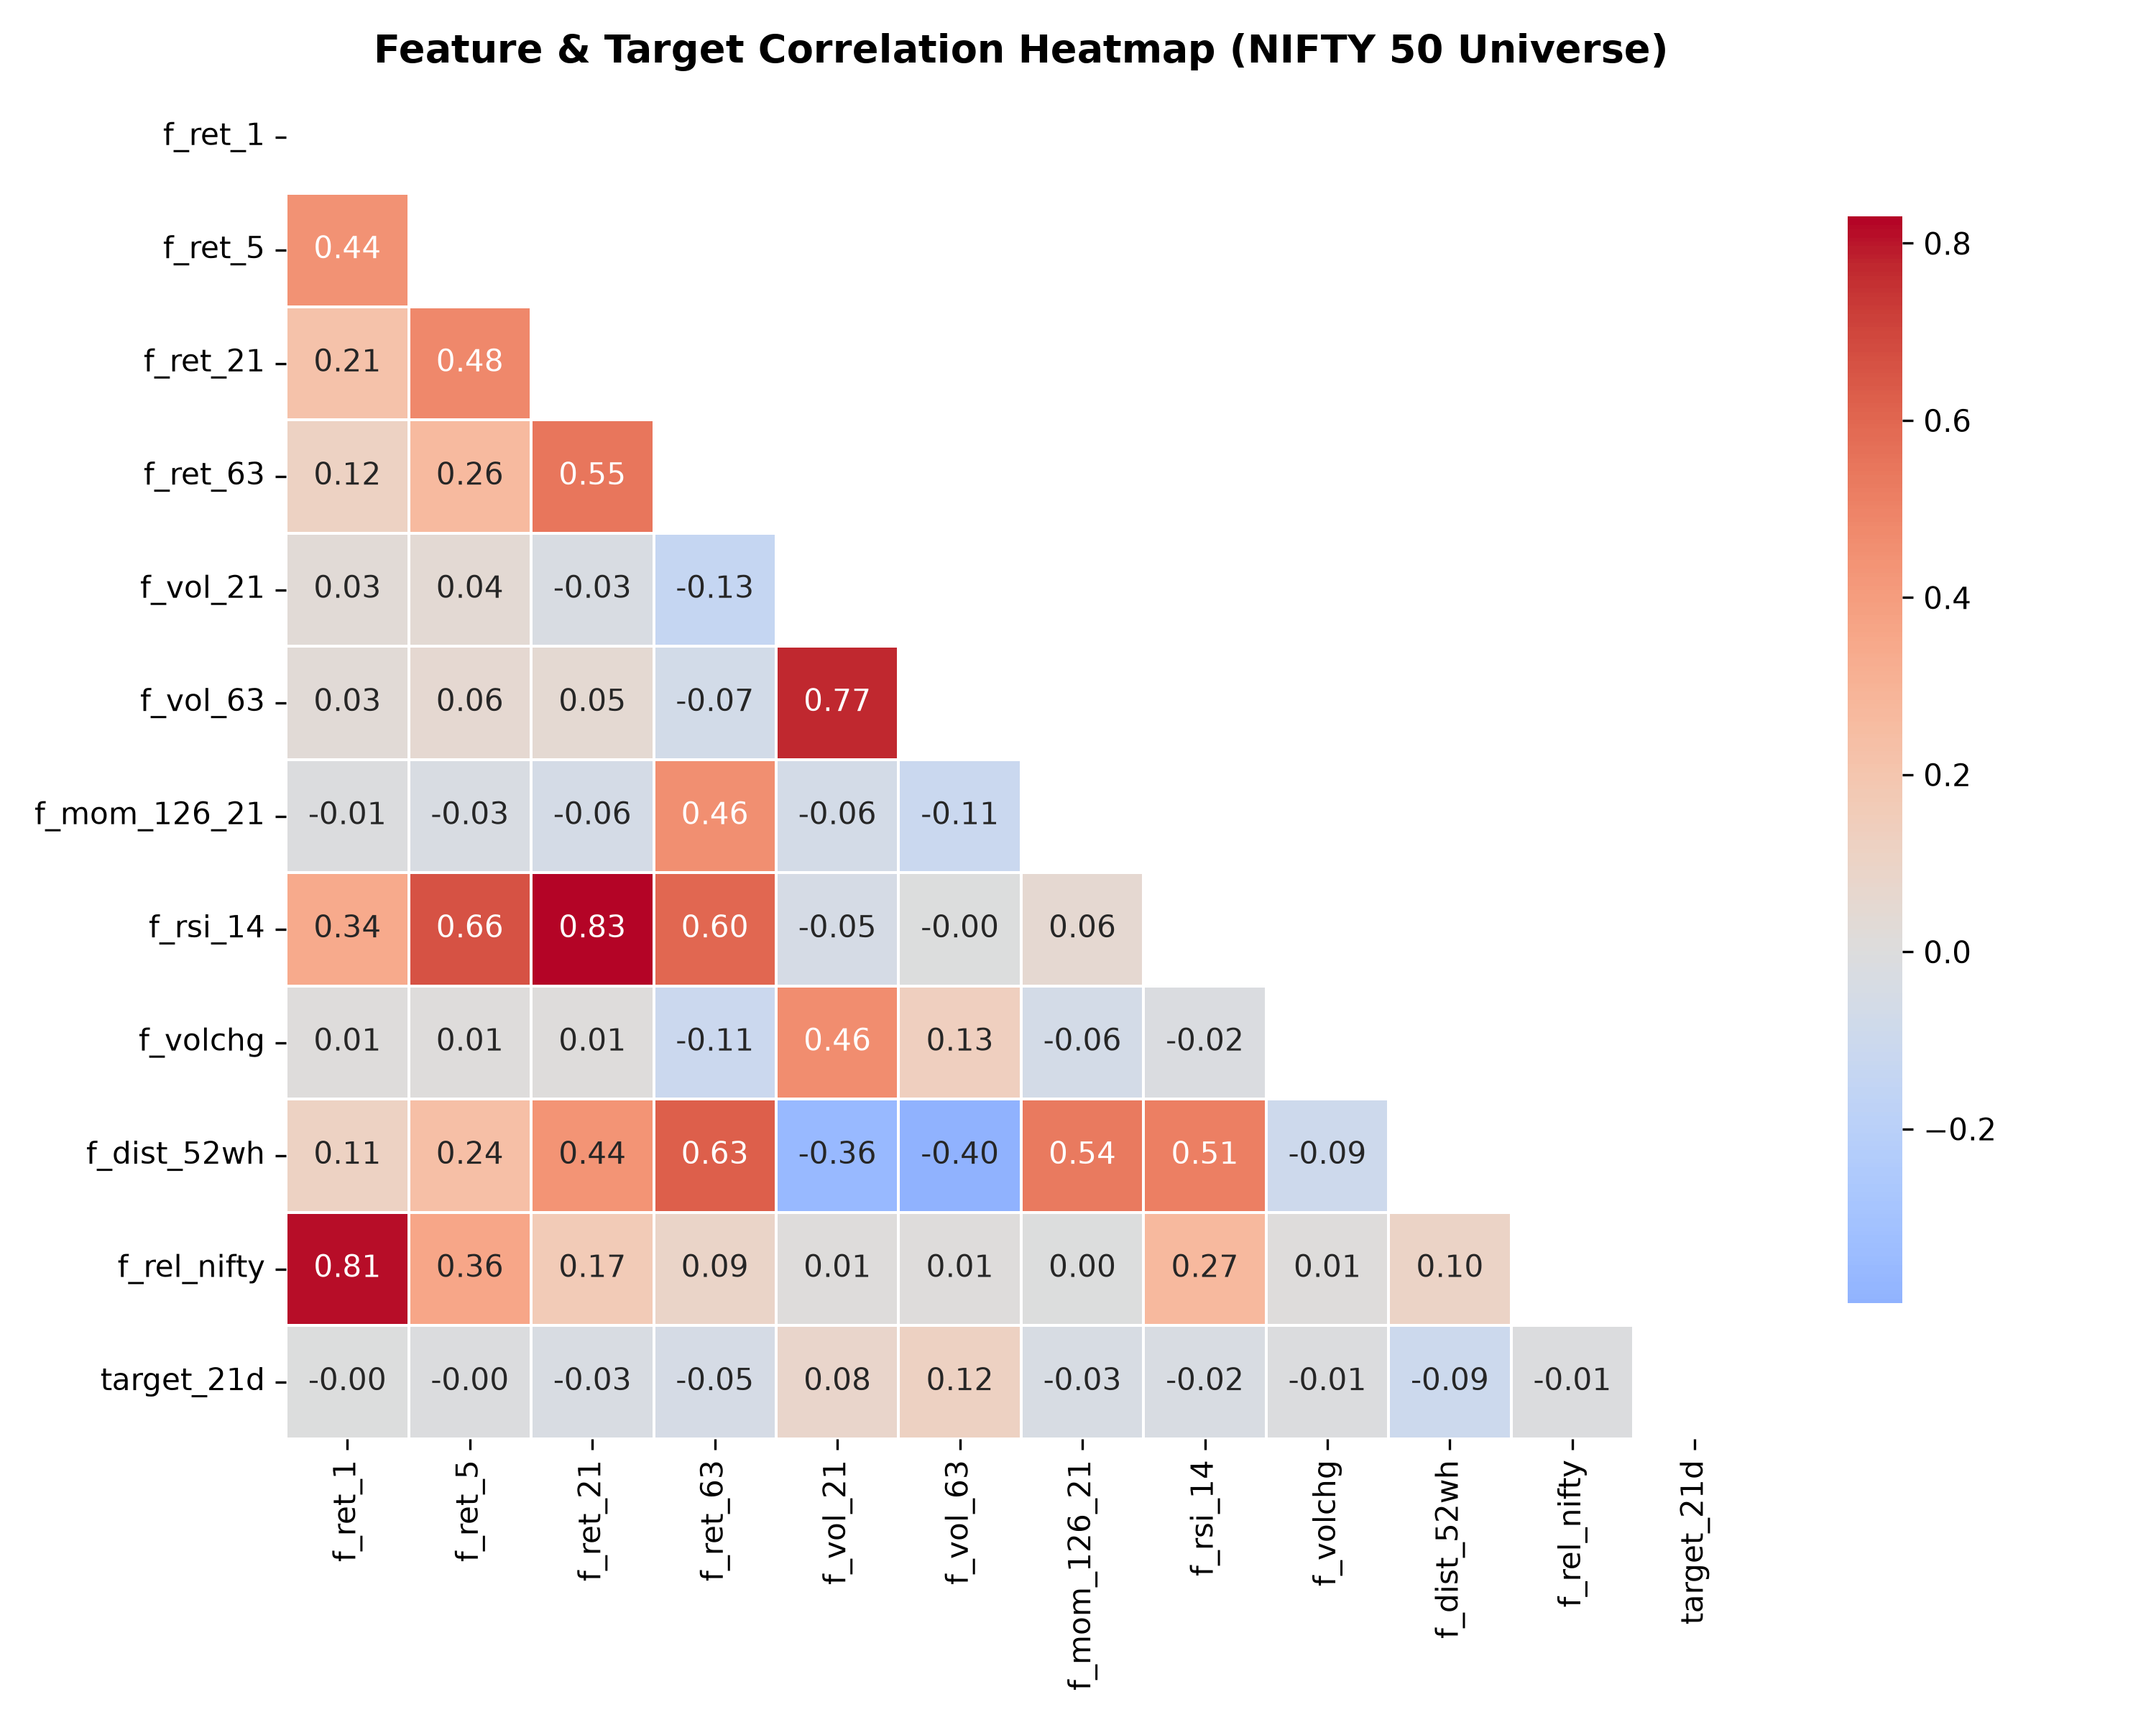 Feature & Target Correlation Heatmap (NIFTY 50 Universe)
f_ret_1
f_ret_5 0.44
f_ret_21 0.21 0.48
f_ret_63 0.12 0.26 0.55
f_vol_21 0.03 0.04 -0.03 -0.13
f_vol_63 0.03 0.06 0.05 -0.07 0.77
f_mom_126_21 -0.01 -0.03 -0.06 0.46 -0.06 -0.11
f_rsi_14 0.34 0.66 0.83 0.60 -0.05 -0.00 0.06
f_volchg 0.01 0.01 0.01 -0.11 0.46 0.13 -0.06 -0.02
f_dist_52wh 0.11 0.24 0.44 0.63 -0.36 -0.40 0.54 0.51 -0.09
f_rel_nifty 0.81 0.36 0.17 0.09 0.01 0.01 0.00 0.27 0.01 0.10
target_21d -0.00 -0.00 -0.03 -0.05 0.08 0.12 -0.03 -0.02 -0.01 -0.09 -0.01
f_ret_1 f_ret_5 f_ret_21 f_ret_63 f_vol_21 f_vol_63 f_mom_126_21 f_rsi_14 f_volchg f_dist_52wh f_rel_nifty target_21d
0.8
0.6
0.4
0.2
0.0
−0.2